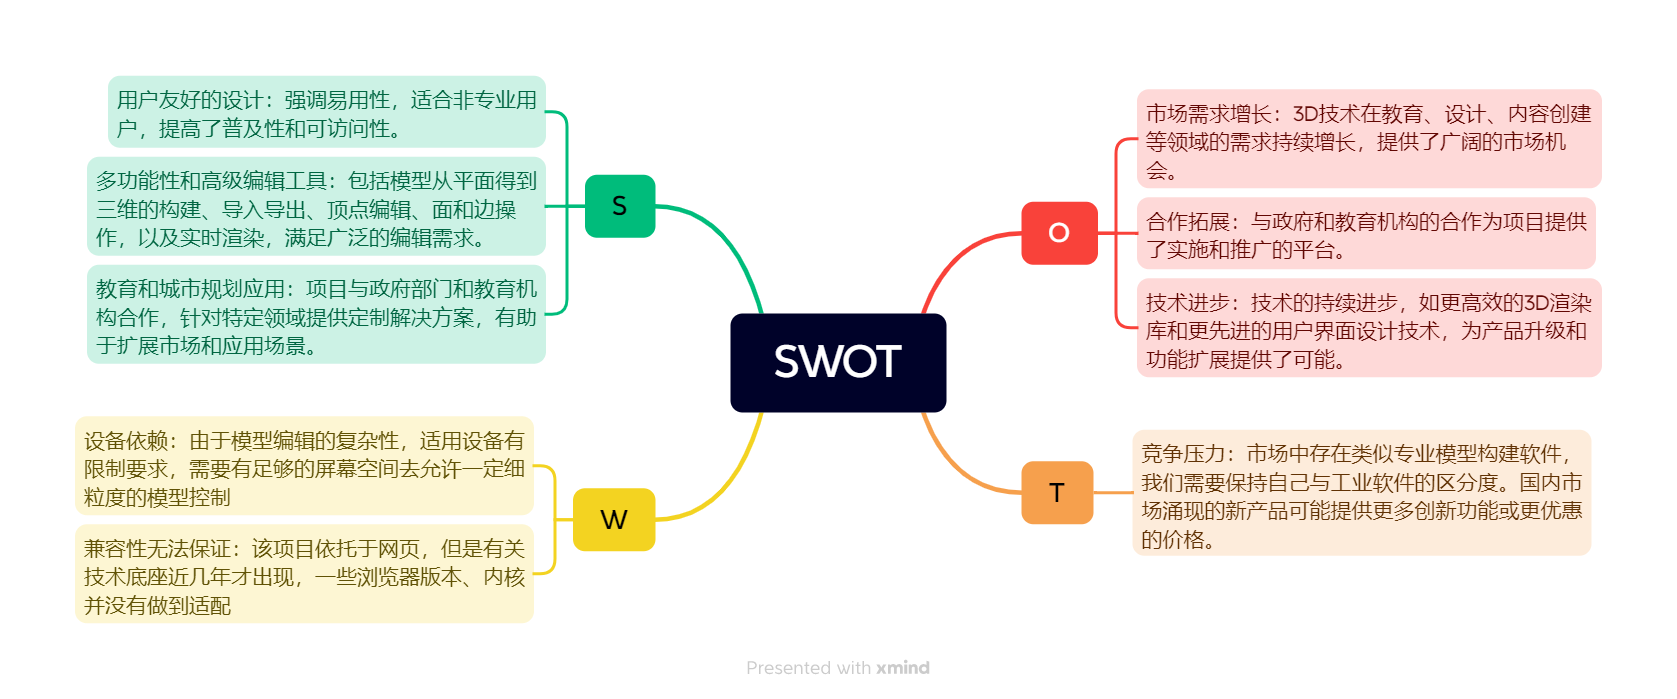 SWOT
S
用户友好的设计：强调易用性，适合非专业用
户，提高了普及性和可访问性。
多功能性和高级编辑工具：包括模型从平面得到
三维的构建、导入导出、顶点编辑、面和边操
作，以及实时渲染，满足广泛的编辑需求。
教育和城市规划应用：项目与政府部门和教育机
构合作，针对特定领域提供定制解决方案，有助
于扩展市场和应用场景。
W
设备依赖：由于模型编辑的复杂性，适用设备有
限制要求，需要有足够的屏幕空间去允许一定细
粒度的模型控制
兼容性无法保证：该项目依托于网页，但是有关
技术底座近几年才出现，一些浏览器版本、内核
并没有做到适配
O
市场需求增长：3D技术在教育、设计、内容创建
等领域的需求持续增长，提供了广阔的市场机
会。
合作拓展：与政府和教育机构的合作为项目提供
了实施和推广的平台。
技术进步：技术的持续进步，如更高效的3D渲染
库和更先进的用户界面设计技术，为产品升级和
功能扩展提供了可能。
T
竞争压力：市场中存在类似专业模型构建软件，
我们需要保持自己与工业软件的区分度。国内市
场涌现的新产品可能提供更多创新功能或更优惠
的价格。
Presented with xmind